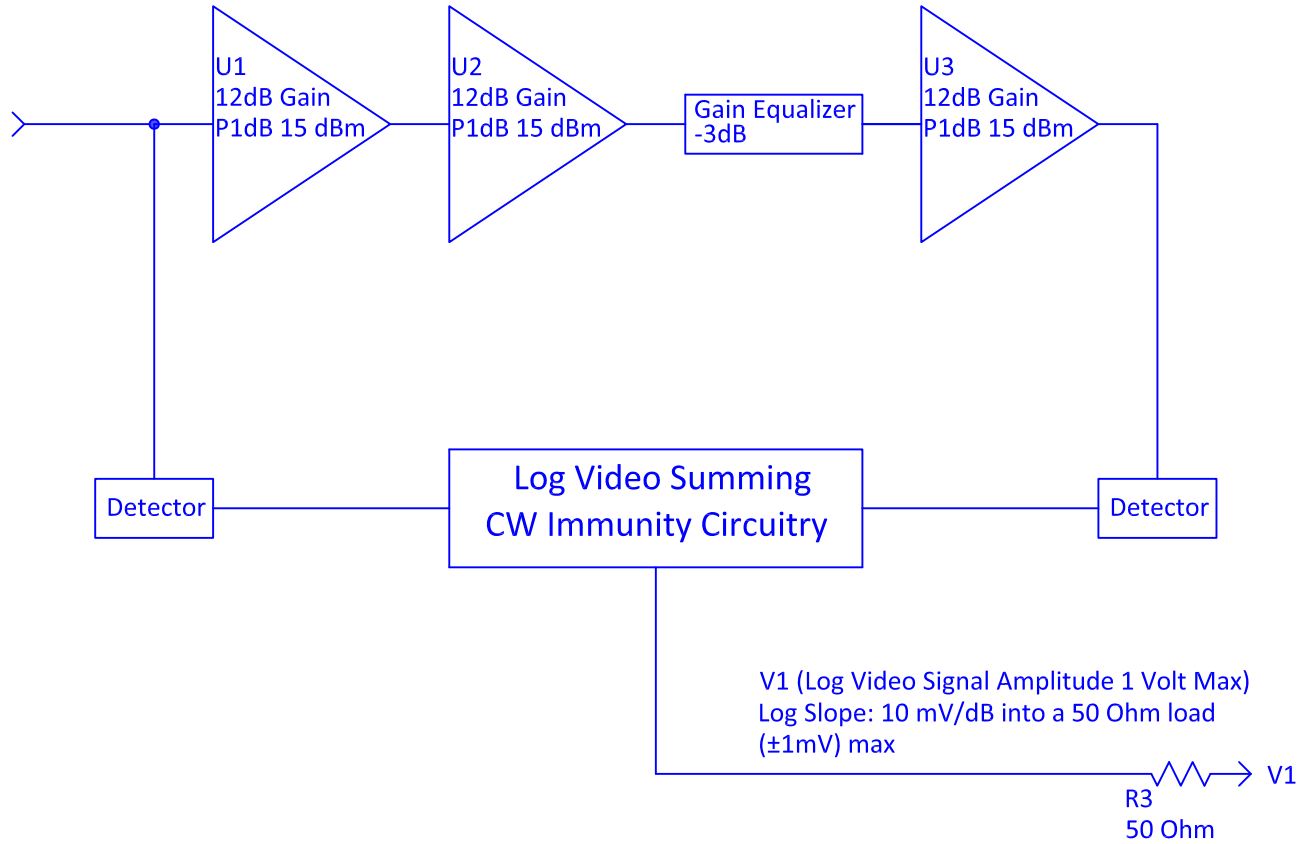 U1
12dB Gain
P1dB 15 dBm
U2
12dB Gain
P1dB 15 dBm
Gain Equalizer
-3dB
U3
12dB Gain
P1dB 15 dBm
Detector
Log Video Summing
CW Immunity Circuitry
Detector
V1 (Log Video Signal Amplitude 1 Volt Max)
Log Slope: 10 mV/dB into a 50 Ohm load
(±1mV) max
V1
R3
50 Ohm